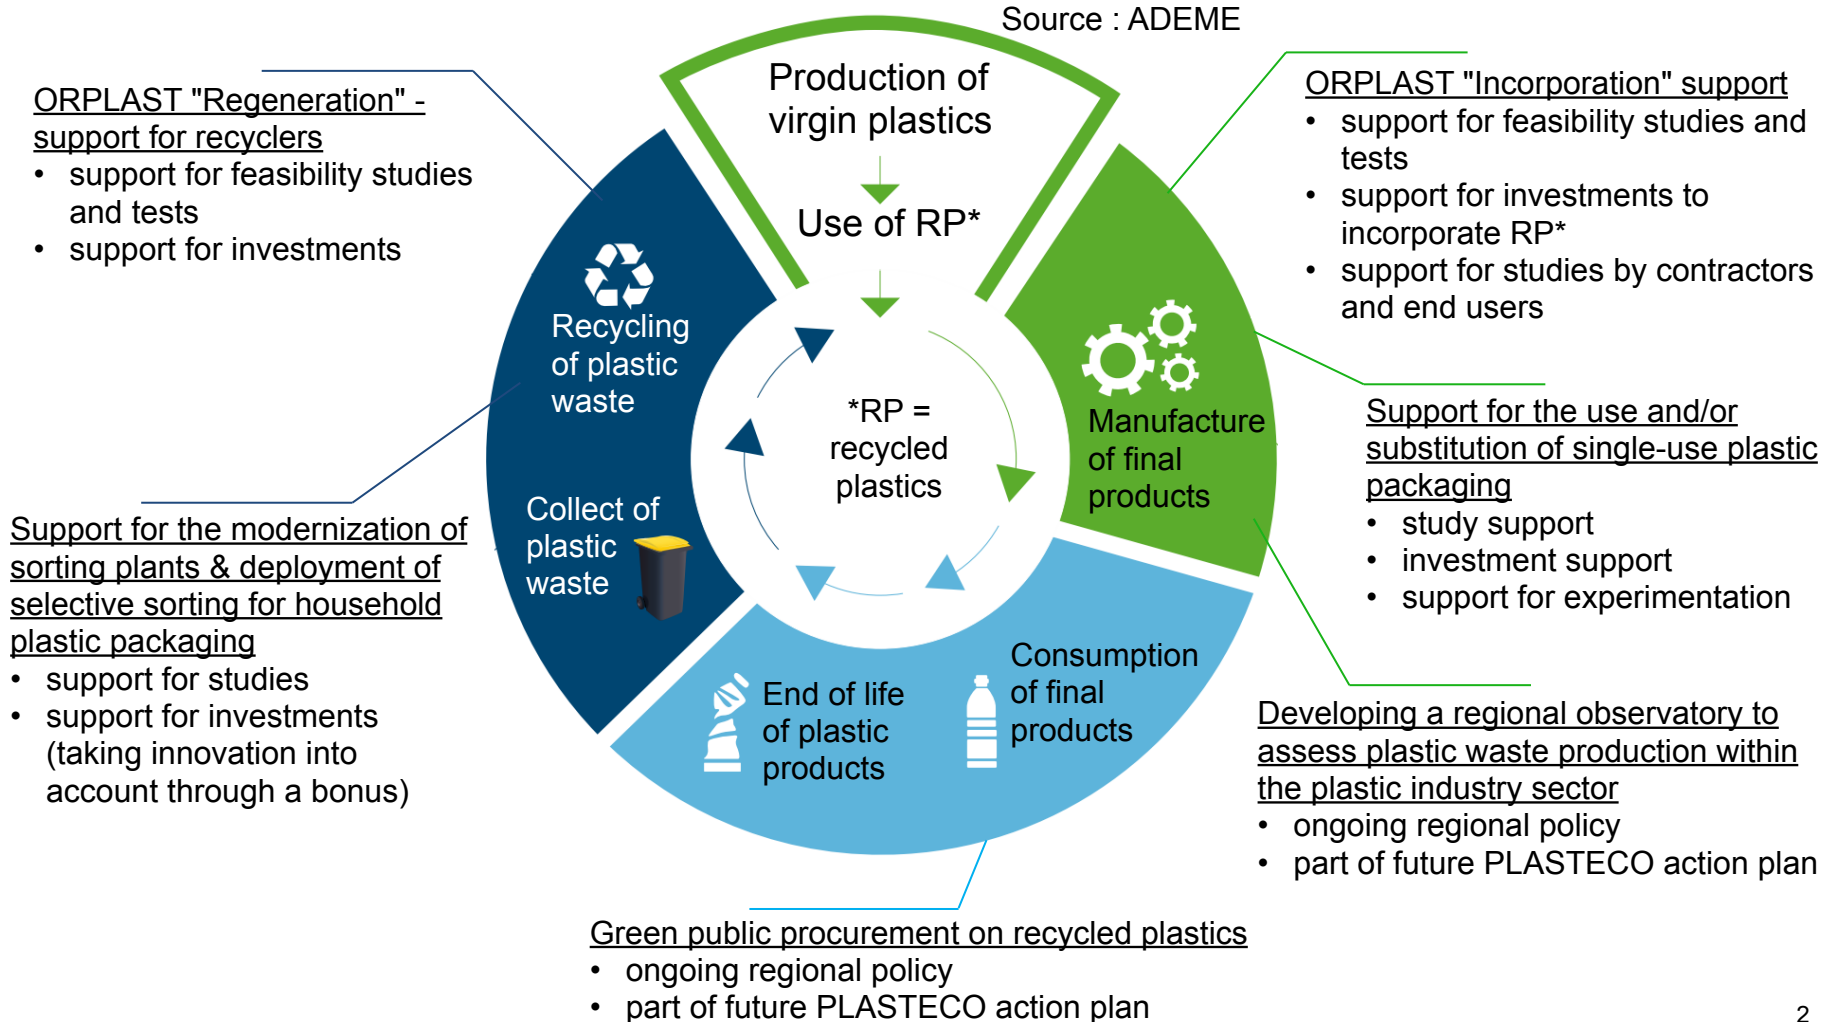 Source : ADEME
Production of
virgin plastics
Use of RP*
ORPLAST "Regeneration" -
support for recyclers
• support for feasibility studies
and tests
• support for investments
ORPLAST "Incorporation" support
• support for feasibility studies and
tests
• support for investments to
incorporate RP*
• support for studies by contractors
and end users
Recycling
of plastic
waste
*RP =
recycled
plastics
Manufacture
of final
products
Support for the use and/or
substitution of single-use plastic
packaging
• study support
• investment support
• support for experimentation
Collect of
plastic
waste
Support for the modernization of
sorting plants & deployment of
selective sorting for household
plastic packaging
• support for studies
• support for investments
(taking innovation into
account through a bonus)
End of life
of plastic
products
Consumption
of final
products
Developing a regional observatory to
assess plastic waste production within
the plastic industry sector
• ongoing regional policy
• part of future PLASTECO action plan
Green public procurement on recycled plastics
• ongoing regional policy
• part of future PLASTECO action plan
2